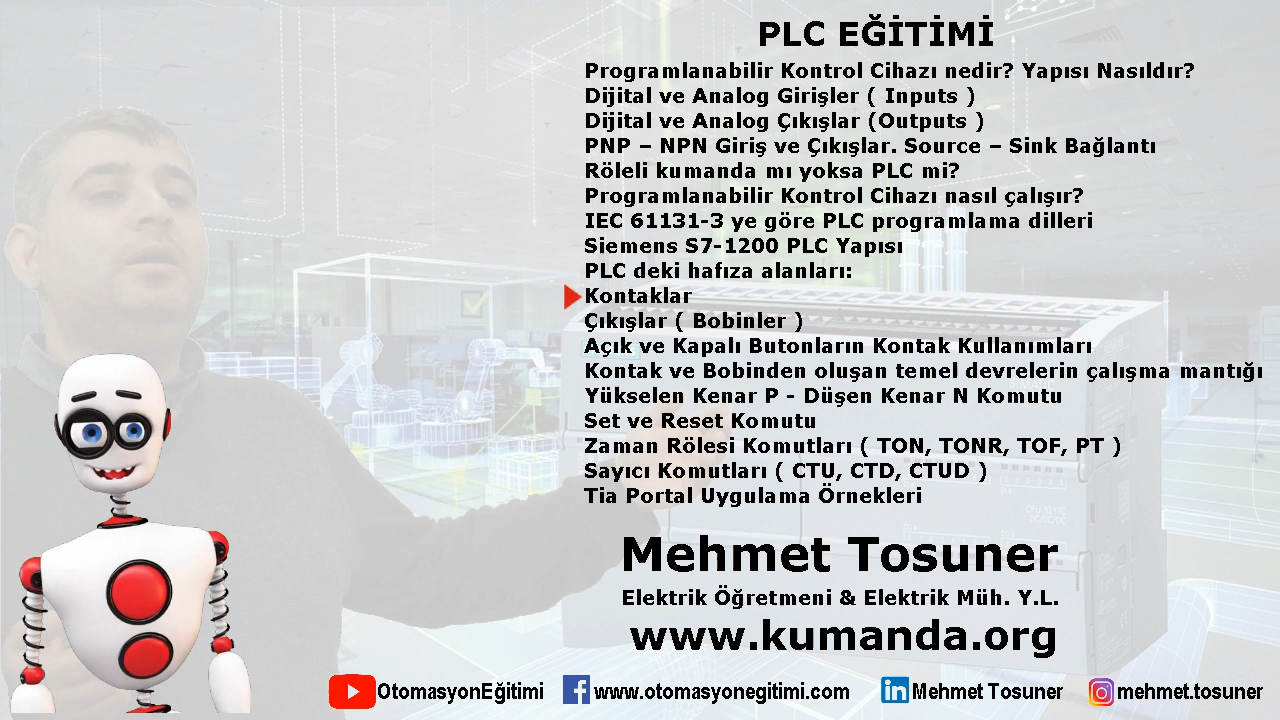 PLC EĞİTİMİ
Programlanabilir Kontrol Cihazı nedir? Yapısı Nasıldır?
Dijital ve Analog Girişler ( Inputs )
Dijital ve Analog Çıkışlar (Outputs )
PNP – NPN Giriş ve Çıkışlar. Source – Sink Bağlantı
Röleli kumanda mı yoksa PLC mi?
Programlanabilir Kontrol Cihazı nasıl çalışır?
IEC 61131-3 ye göre PLC programlama dilleri
Siemens S7-1200 PLC Yapısı
PLC deki hafıza alanları:
Kontaklar
Çıkışlar ( Bobinler )
Açık ve Kapalı Butonların Kontak Kullanımları
Kontak ve Bobinden oluşan temel devrelerin çalışma mantığı
Yükselen Kenar P - Düşen Kenar N Komutu
Set ve Reset Komutu
Zaman Rölesi Komutları ( TON, TONR, TOF, PT )
Sayıcı Komutları ( CTU, CTD, CTUD )
Tia Portal Uygulama Örnekleri
Mehmet Tosuner
Elektrik Öğretmeni & Elektrik Müh. Y.L.
www.kumanda.org
OtomasyonEğitimi www.otomasyonegitimi.com in Mehmet Tosuner mehmet.tosuner